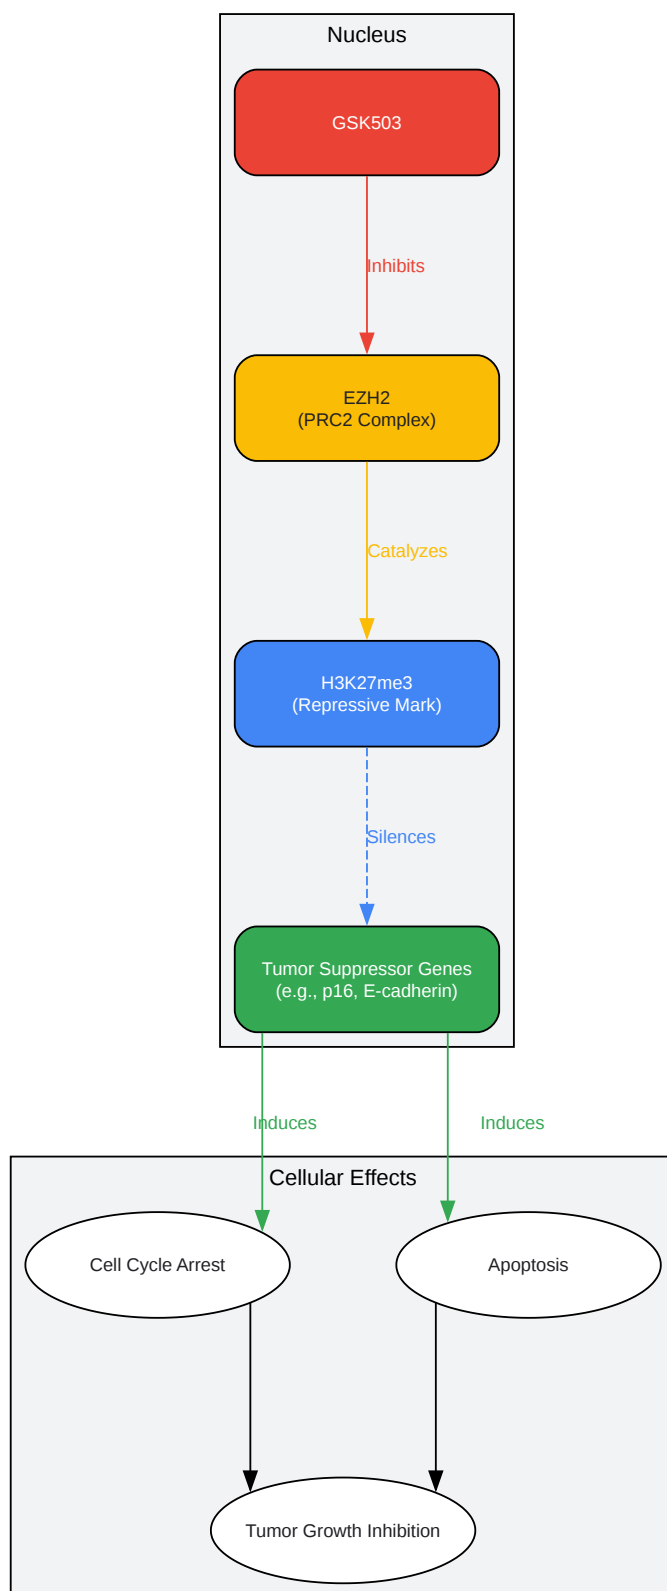 Nucleus
GSK503
Inhibits
EZH2
(PRC2 Complex)
Catalyzes
H3K27me3
(Repressive Mark)
Silences
Tumor Suppressor Genes
(e.g., p16, E-cadherin)
Induces
Induces
Cellular Effects
Cell Cycle Arrest
Apoptosis
Tumor Growth Inhibition